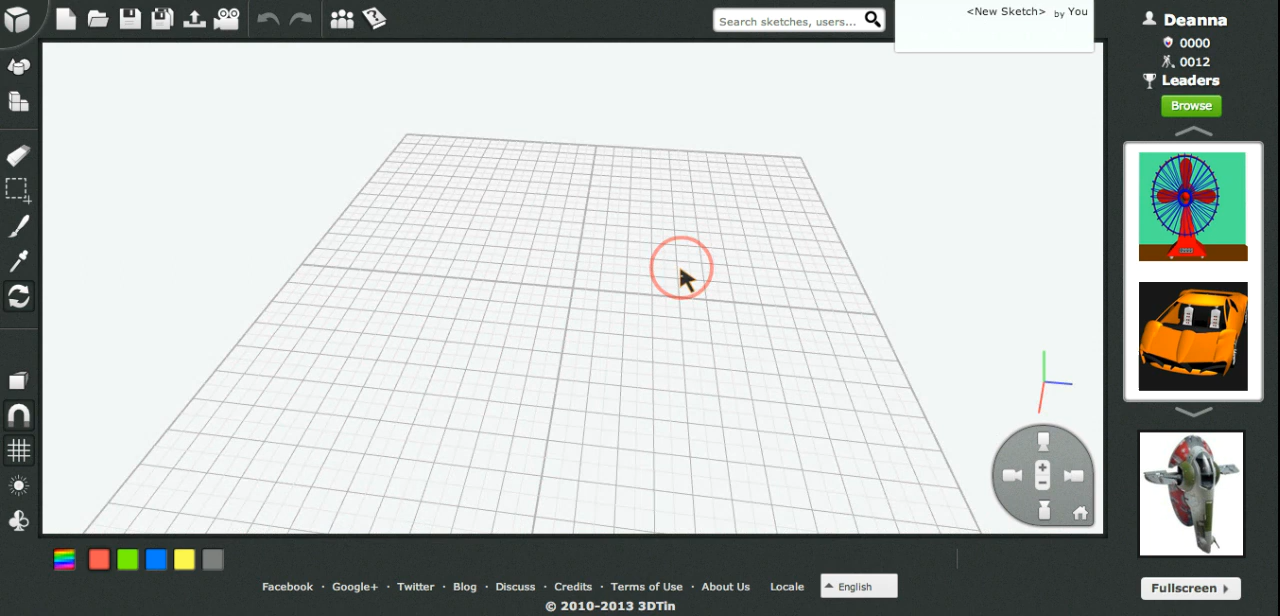 Search sketches, users...
<New Sketch> by You
Deanna
0000
0012
Leaders
Browse
Facebook · Google+ · Twitter · Blog · Discuss · Credits · Terms of Use · About Us Locale English
© 2010-2013 3DTin
Fullscreen